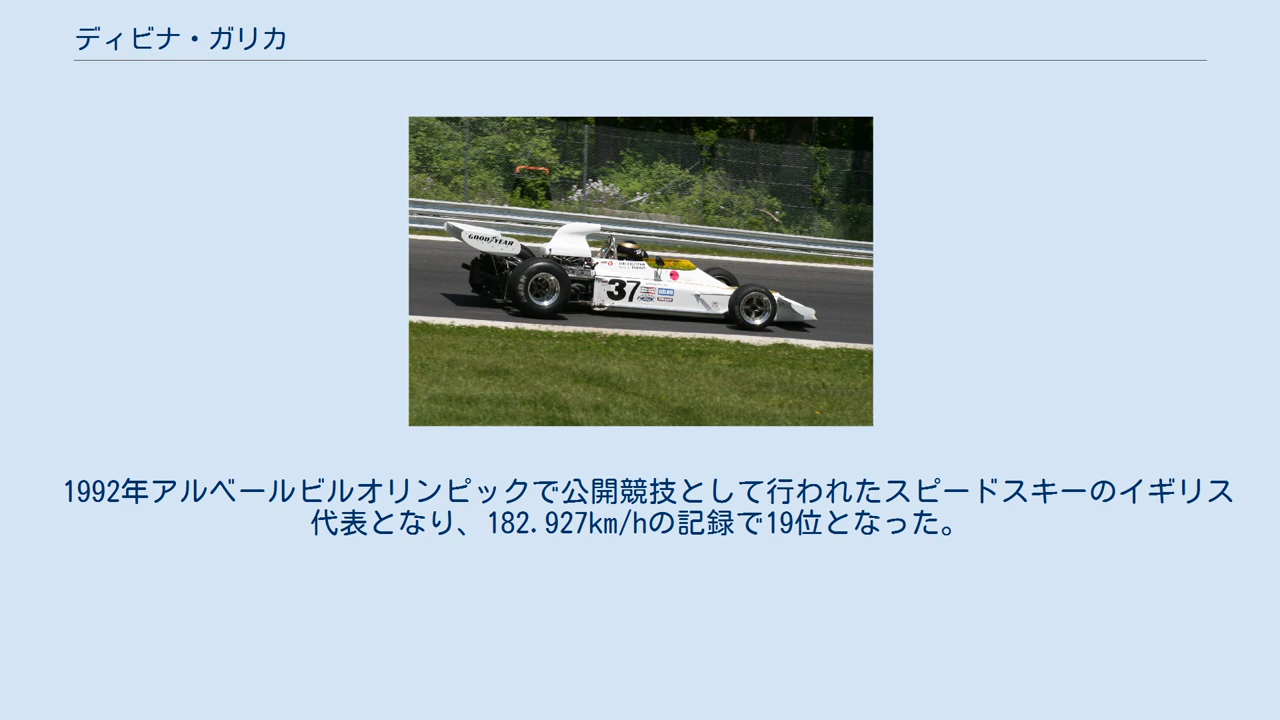 ディビナ・ガリカ
GOODYEAR
37
1992年アルベールビルオリンピックで公開競技として行われたスピードスキーのイギリス
代表となり、182.927km/hの記録で19位となった。